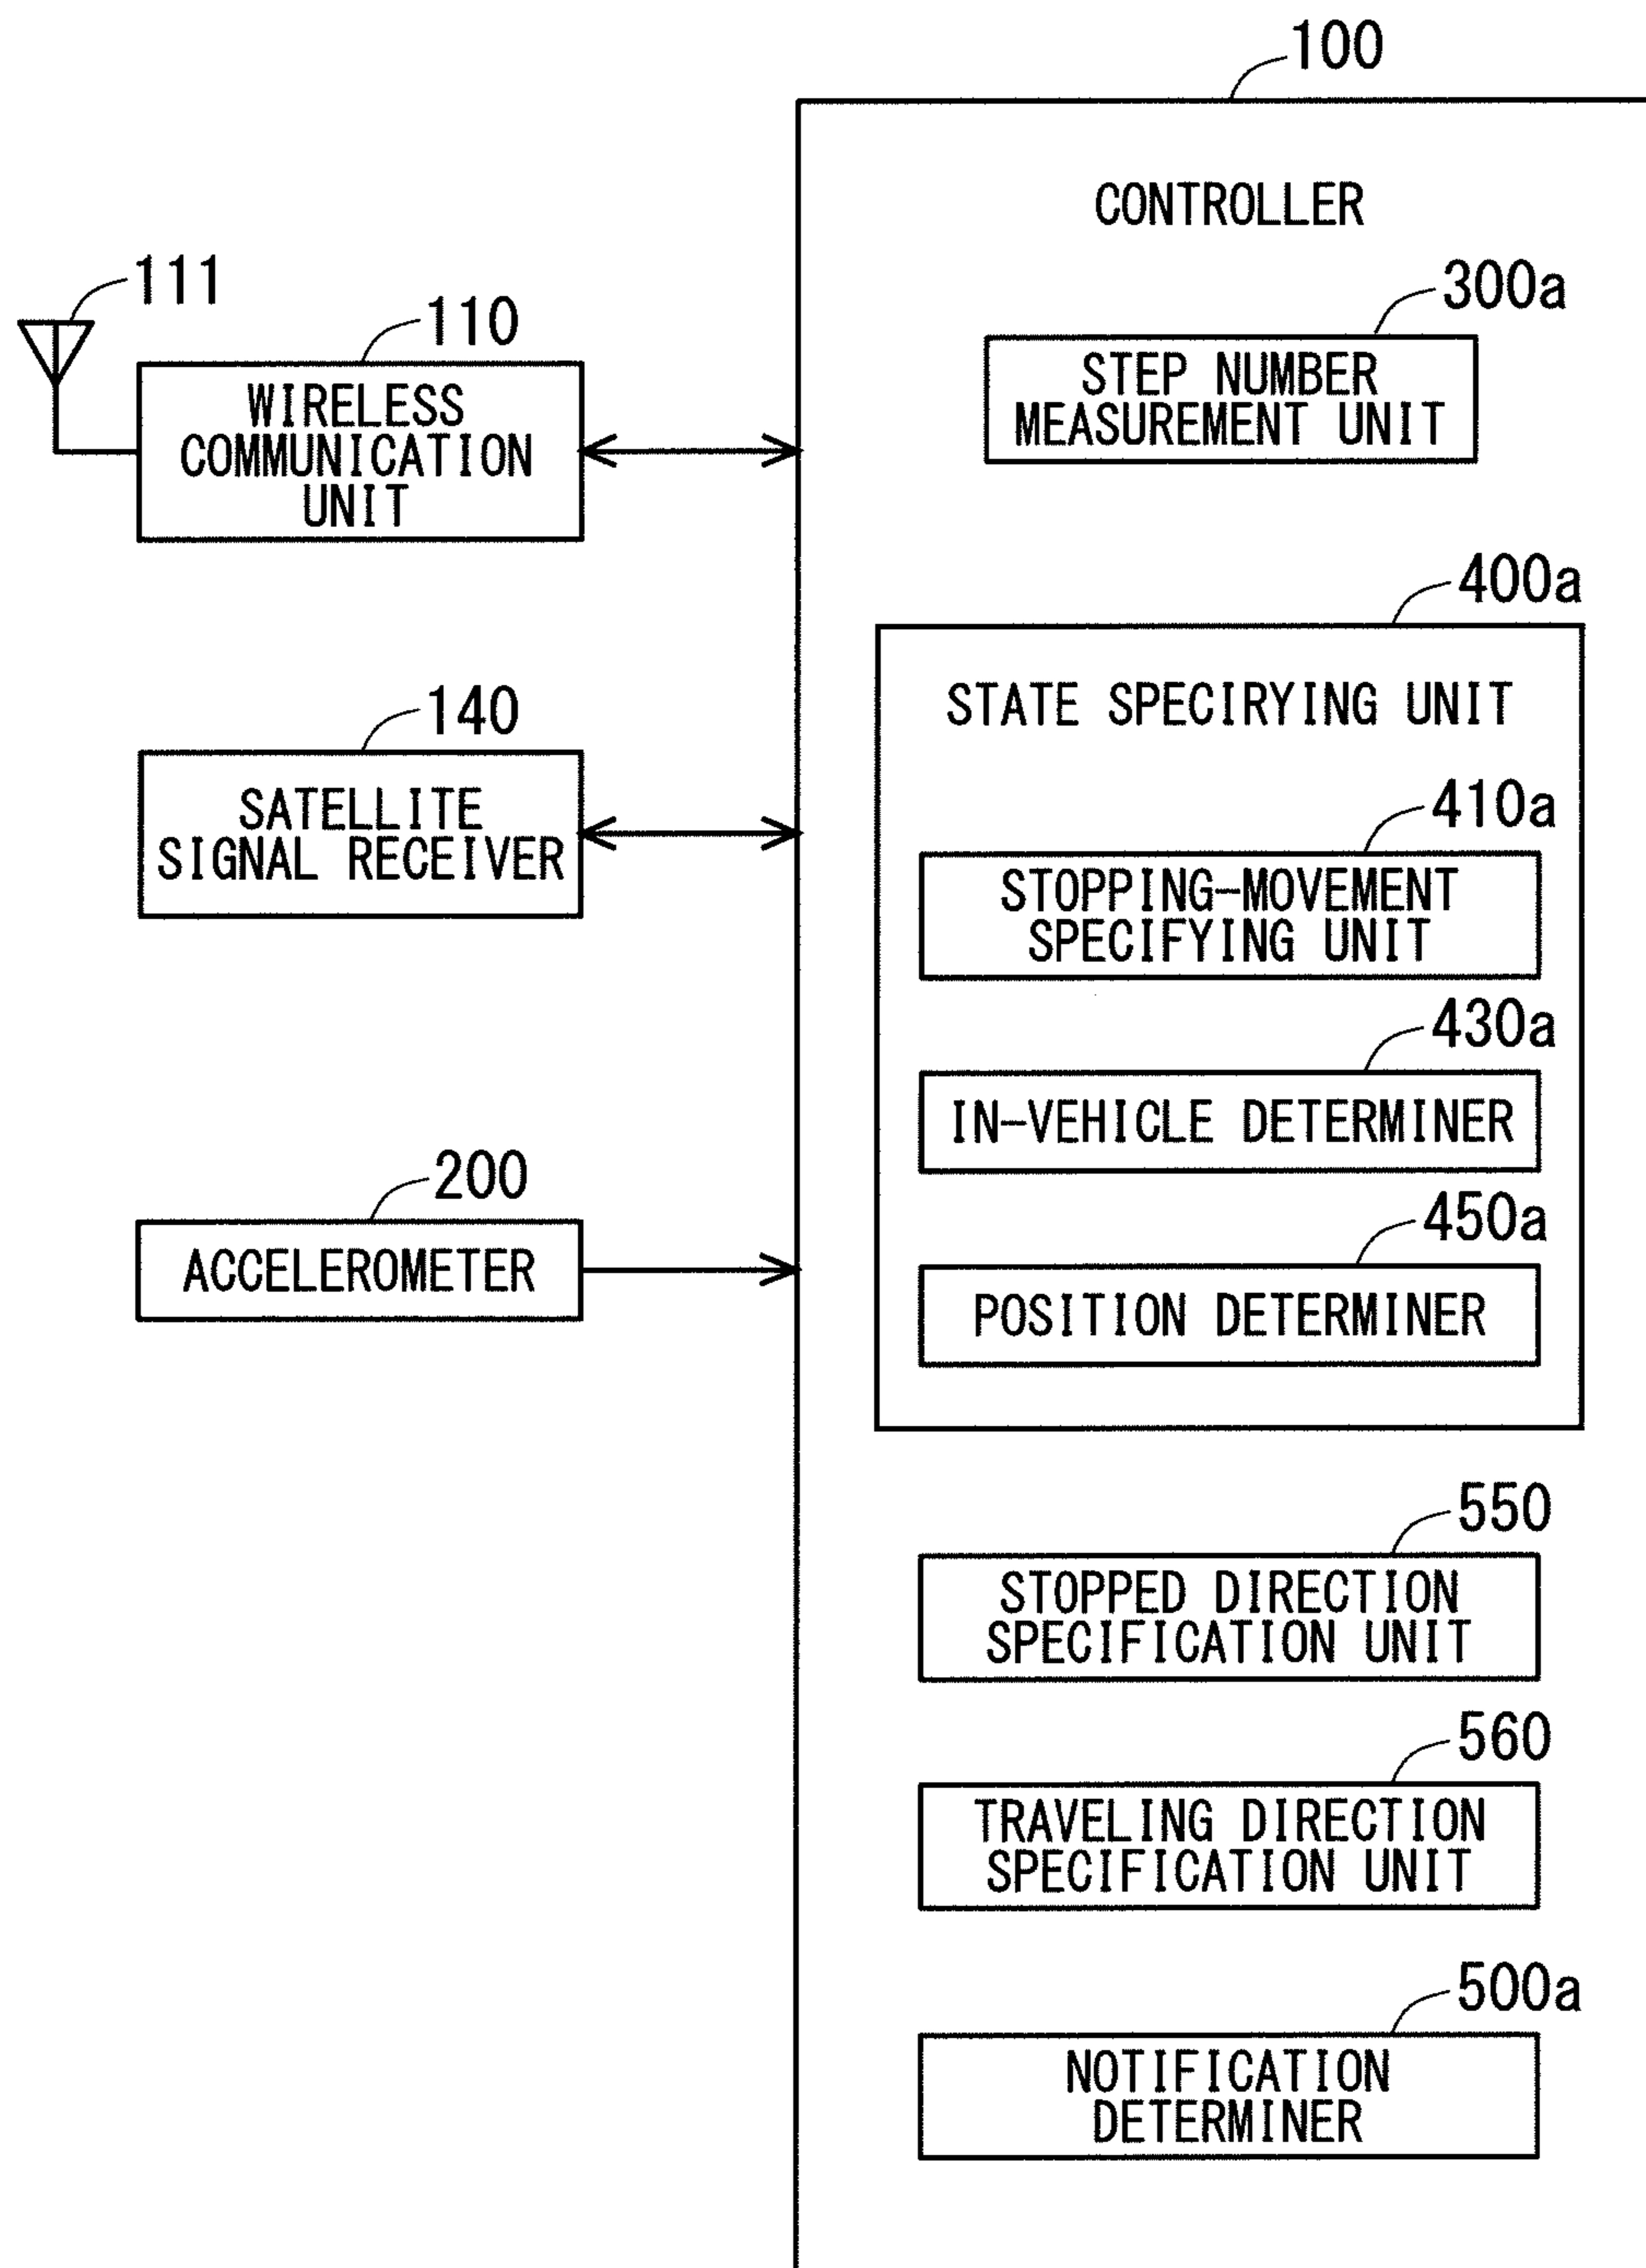 100
CONTROLLER
111
110
WIRELESS
COMMUNICATION
UNIT
300a
STEP NUMBER
MEASUREMENT UNIT
400a
STATE SPECIRYING UNIT
140
SATELLITE
SIGNAL RECEIVER
410a
STOPPING-MOVEMENT
SPECIFYING UNIT
430a
IN-VEHICLE DETERMINER
200
ACCELEROMETER
450a
POSITION DETERMINER
550
STOPPED DIRECTION
SPECIFICATION UNIT
560
TRAVELING DIRECTION
SPECIFICATION UNIT
500a
NOTIFICATION
DETERMINER